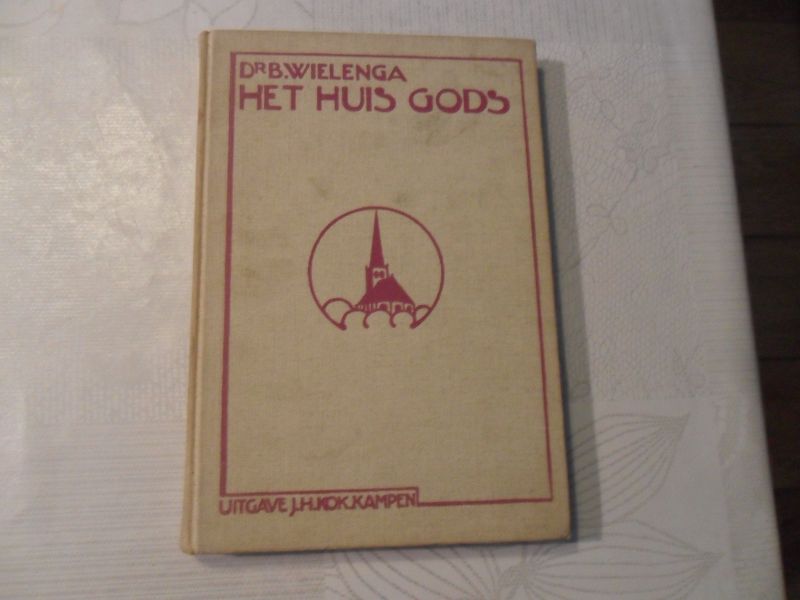 DR B. WIELENGA
HET HUIS GODS
UITGAVE J.H. KOK. KAMPEN